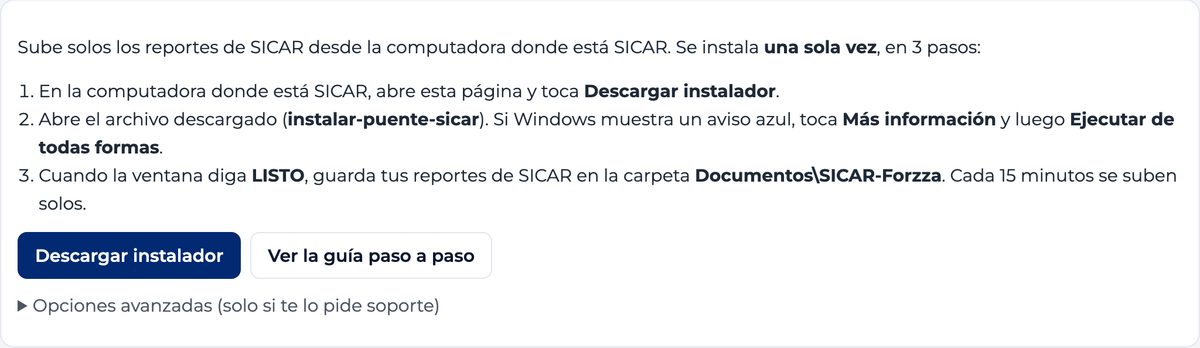 Sube solos los reportes de SICAR desde la computadora donde está SICAR. Se instala una sola vez, en 3 pasos:
1. En la computadora donde está SICAR, abre esta página y toca Descargar instalador.
2. Abre el archivo descargado (instalar-puente-sicar). Si Windows muestra un aviso azul, toca Más información y luego Ejecutar de
todas formas.
3. Cuando la ventana diga LISTO, guarda tus reportes de SICAR en la carpeta Documentos\SICAR-Forzza. Cada 15 minutos se suben
solos.
Descargar instalador Ver la guía paso a paso
▶ Opciones avanzadas (solo si te lo pide soporte)